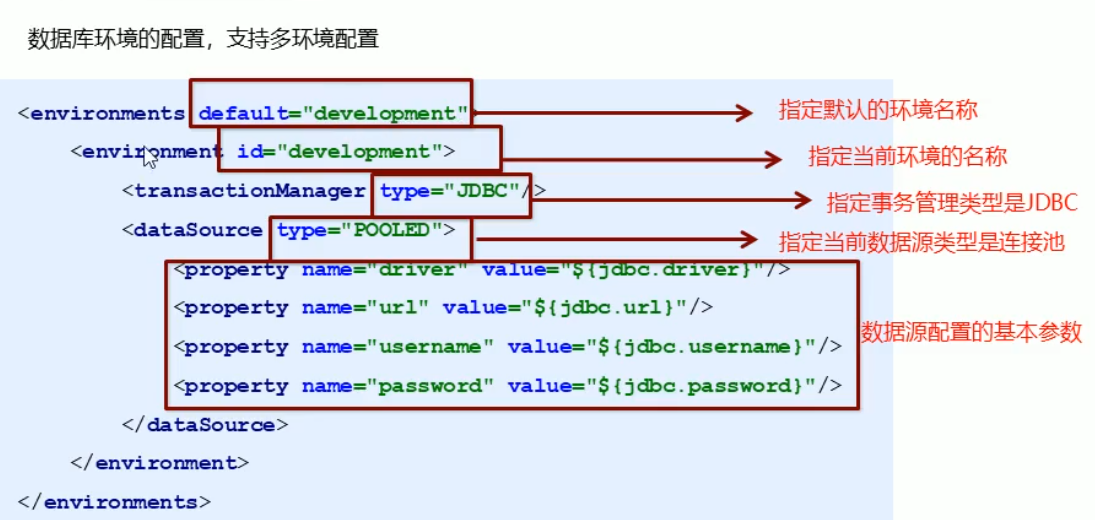 数据库环境的配置，支持多环境配置
<environments default="development"> 指定默认的环境名称
<environment id="development"> 指定当前环境的名称
<transactionManager type="JDBC"/> 指定事务管理类型是JDBC
<dataSource type="POOLED"> 指定当前数据源类型是连接池
<property name="driver" value="${jdbc.driver}"/>
<property name="url" value="${jdbc.url}"/>
<property name="username" value="${jdbc.username}"/> 数据源配置的基本参数
<property name="password" value="${jdbc.password}"/>
</dataSource>
</environment>
</environments>